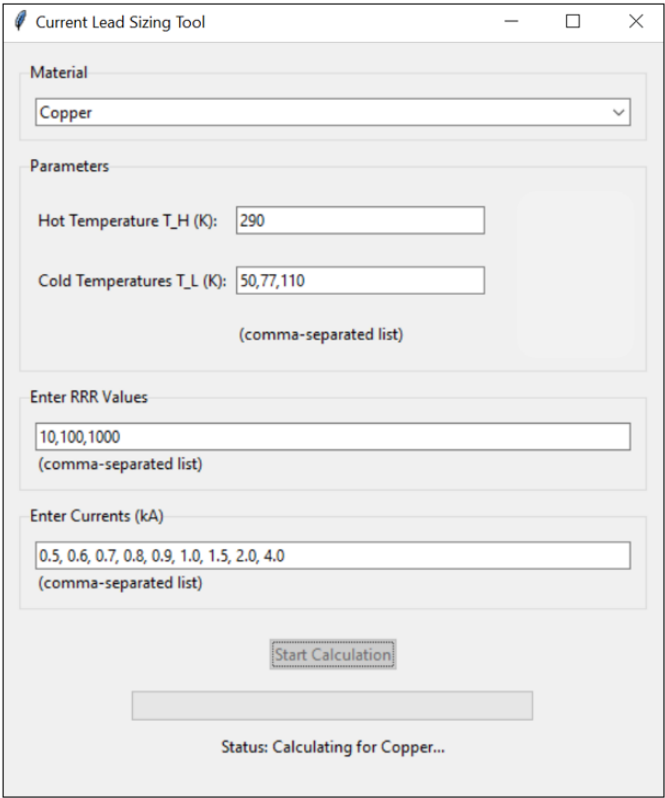 Current Lead Sizing Tool
Material
Copper
Parameters
Hot Temperature T_H (K): 290
Cold Temperatures T_L (K): 50,77,110
(comma-separated list)
Enter RRR Values
10,100,1000
(comma-separated list)
Enter Currents (kA)
0.5, 0.6, 0.7, 0.8, 0.9, 1.0, 1.5, 2.0, 4.0
(comma-separated list)
Start Calculation
Status: Calculating for Copper...